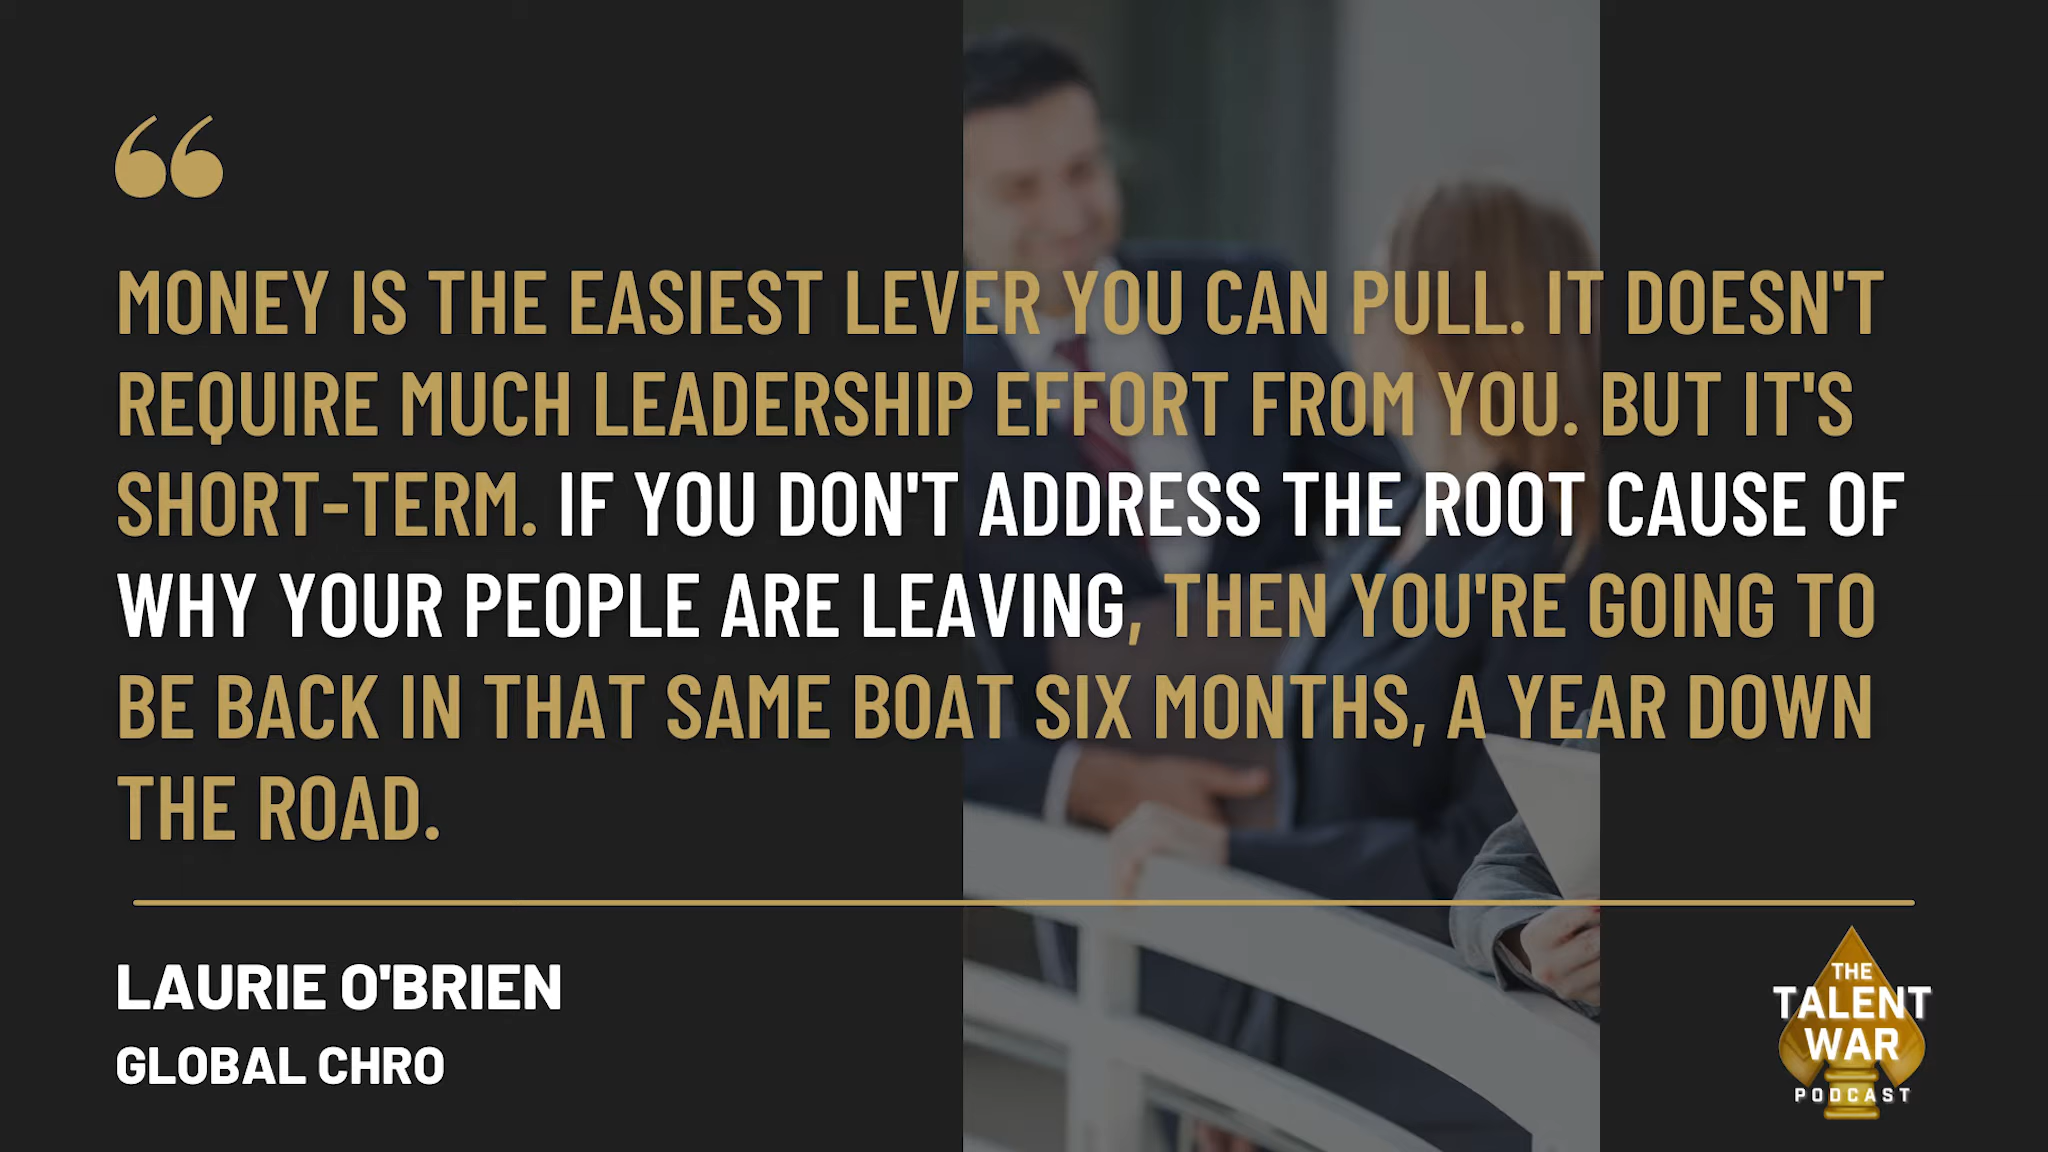 “
MONEY IS THE EASIEST LEVER YOU CAN PULL. IT DOESN'T
REQUIRE MUCH LEADERSHIP EFFORT FROM YOU. BUT IT'S
SHORT-TERM. IF YOU DON'T ADDRESS THE ROOT CAUSE OF
WHY YOUR PEOPLE ARE LEAVING, THEN YOU'RE GOING TO
BE BACK IN THAT SAME BOAT SIX MONTHS, A YEAR DOWN
THE ROAD.
LAURIE O'BRIEN
GLOBAL CHRO
THE
TALENT
WAR
PODCAST